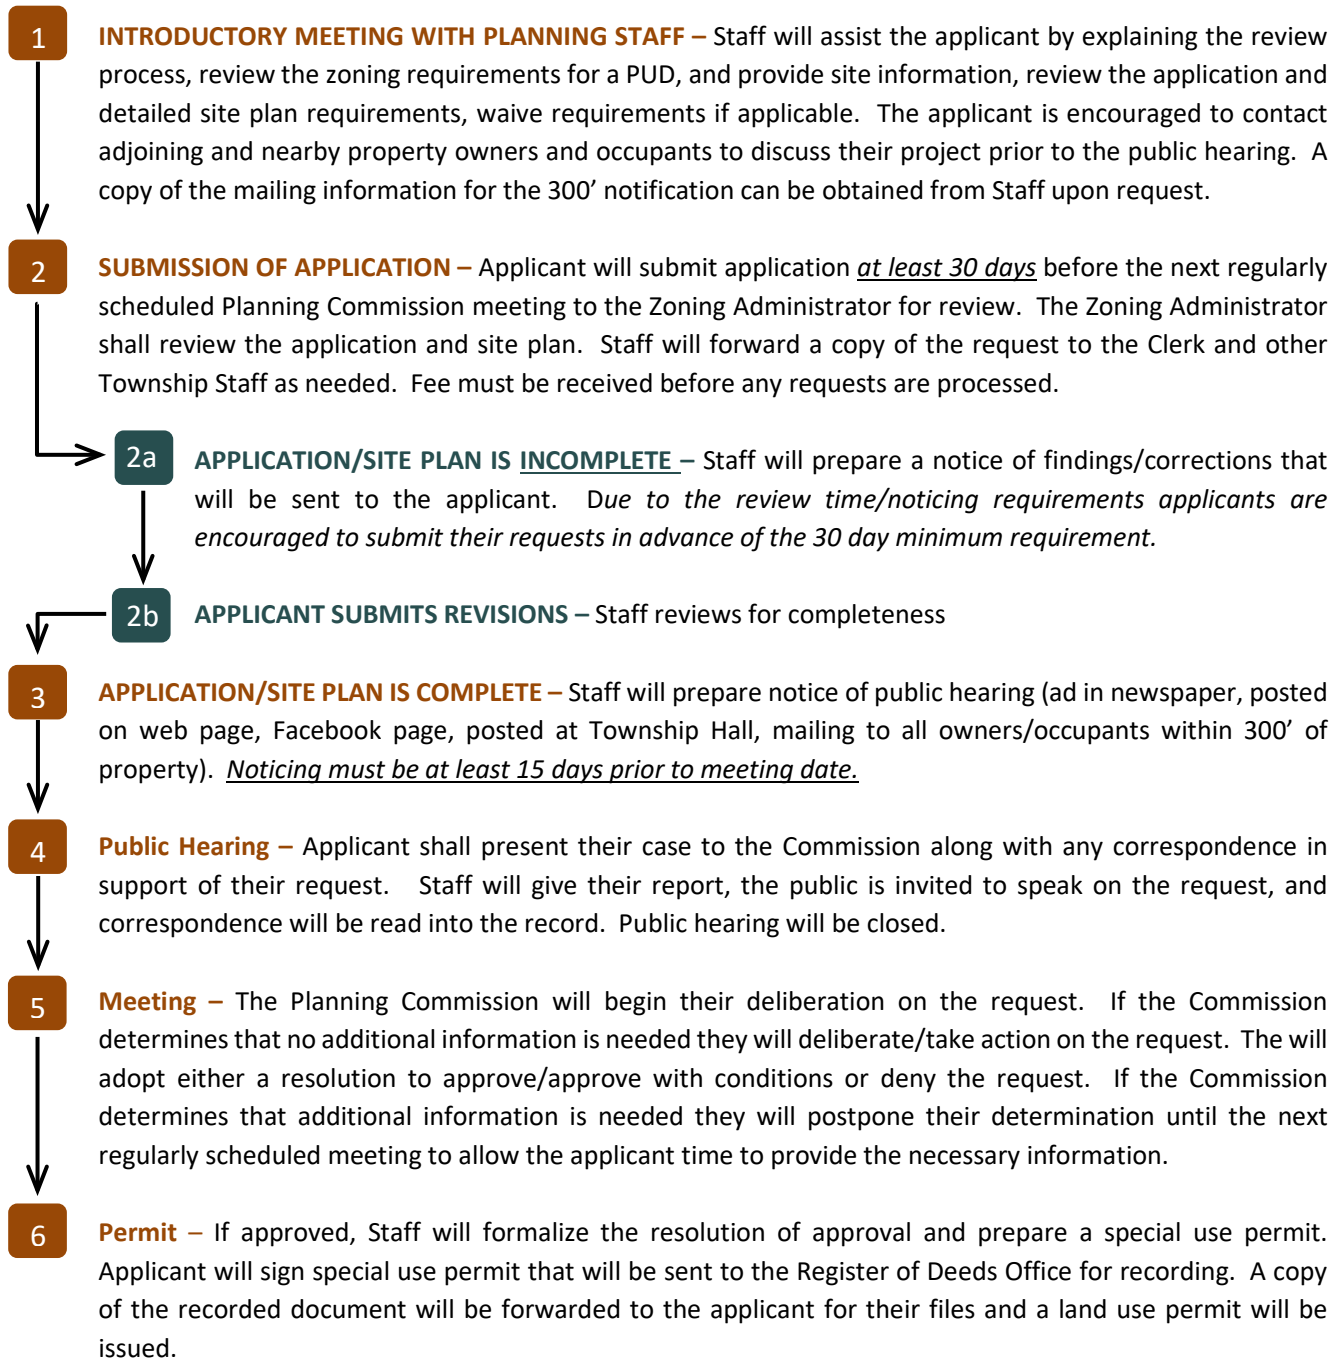 1
INTRODUCTORY MEETING WITH PLANNING STAFF – Staff will assist the applicant by explaining the review
process, review the zoning requirements for a PUD, and provide site information, review the application and
detailed site plan requirements, waive requirements if applicable. The applicant is encouraged to contact
adjoining and nearby property owners and occupants to discuss their project prior to the public hearing. A
copy of the mailing information for the 300’ notification can be obtained from Staff upon request.
2
SUBMISSION OF APPLICATION – Applicant will submit application at least 30 days before the next regularly
scheduled Planning Commission meeting to the Zoning Administrator for review. The Zoning Administrator
shall review the application and site plan. Staff will forward a copy of the request to the Clerk and other
Township Staff as needed. Fee must be received before any requests are processed.
2a
APPLICATION/SITE PLAN IS INCOMPLETE – Staff will prepare a notice of findings/corrections that
will be sent to the applicant. Due to the review time/noticing requirements applicants are
encouraged to submit their requests in advance of the 30 day minimum requirement.
2b
APPLICANT SUBMITS REVISIONS – Staff reviews for completeness
3
APPLICATION/SITE PLAN IS COMPLETE – Staff will prepare notice of public hearing (ad in newspaper, posted
on web page, Facebook page, posted at Township Hall, mailing to all owners/occupants within 300’ of
property). Noticing must be at least 15 days prior to meeting date.
4
Public Hearing – Applicant shall present their case to the Commission along with any correspondence in
support of their request. Staff will give their report, the public is invited to speak on the request, and
correspondence will be read into the record. Public hearing will be closed.
5
Meeting – The Planning Commission will begin their deliberation on the request. If the Commission
determines that no additional information is needed they will deliberate/take action on the request. The will
adopt either a resolution to approve/approve with conditions or deny the request. If the Commission
determines that additional information is needed they will postpone their determination until the next
regularly scheduled meeting to allow the applicant time to provide the necessary information.
6
Permit – If approved, Staff will formalize the resolution of approval and prepare a special use permit.
Applicant will sign special use permit that will be sent to the Register of Deeds Office for recording. A copy
of the recorded document will be forwarded to the applicant for their files and a land use permit will be
issued.